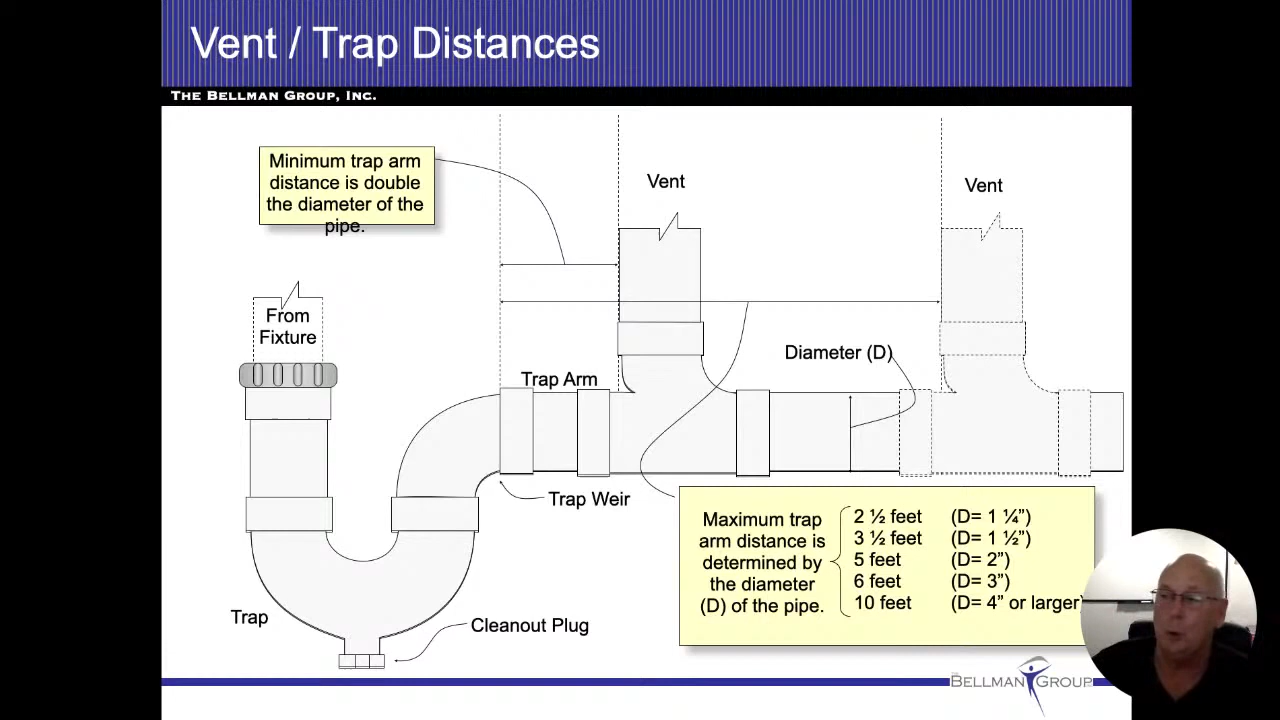 Vent / Trap Distances
THE BELLMAN GROUP, INC.
Minimum trap arm
distance is double
the diameter of the
pipe.
Vent
Vent
From
Fixture
Diameter (D)
Trap Arm
Trap Weir
Maximum trap
arm distance is
determined by
the diameter
(D) of the pipe.
2 ½ feet (D= 1 ¼”)
3 ½ feet (D= 1 ½”)
5 feet (D= 2”)
6 feet (D= 3”)
10 feet (D= 4” or larger)
Trap
Cleanout Plug
THE BELLMAN GROUP